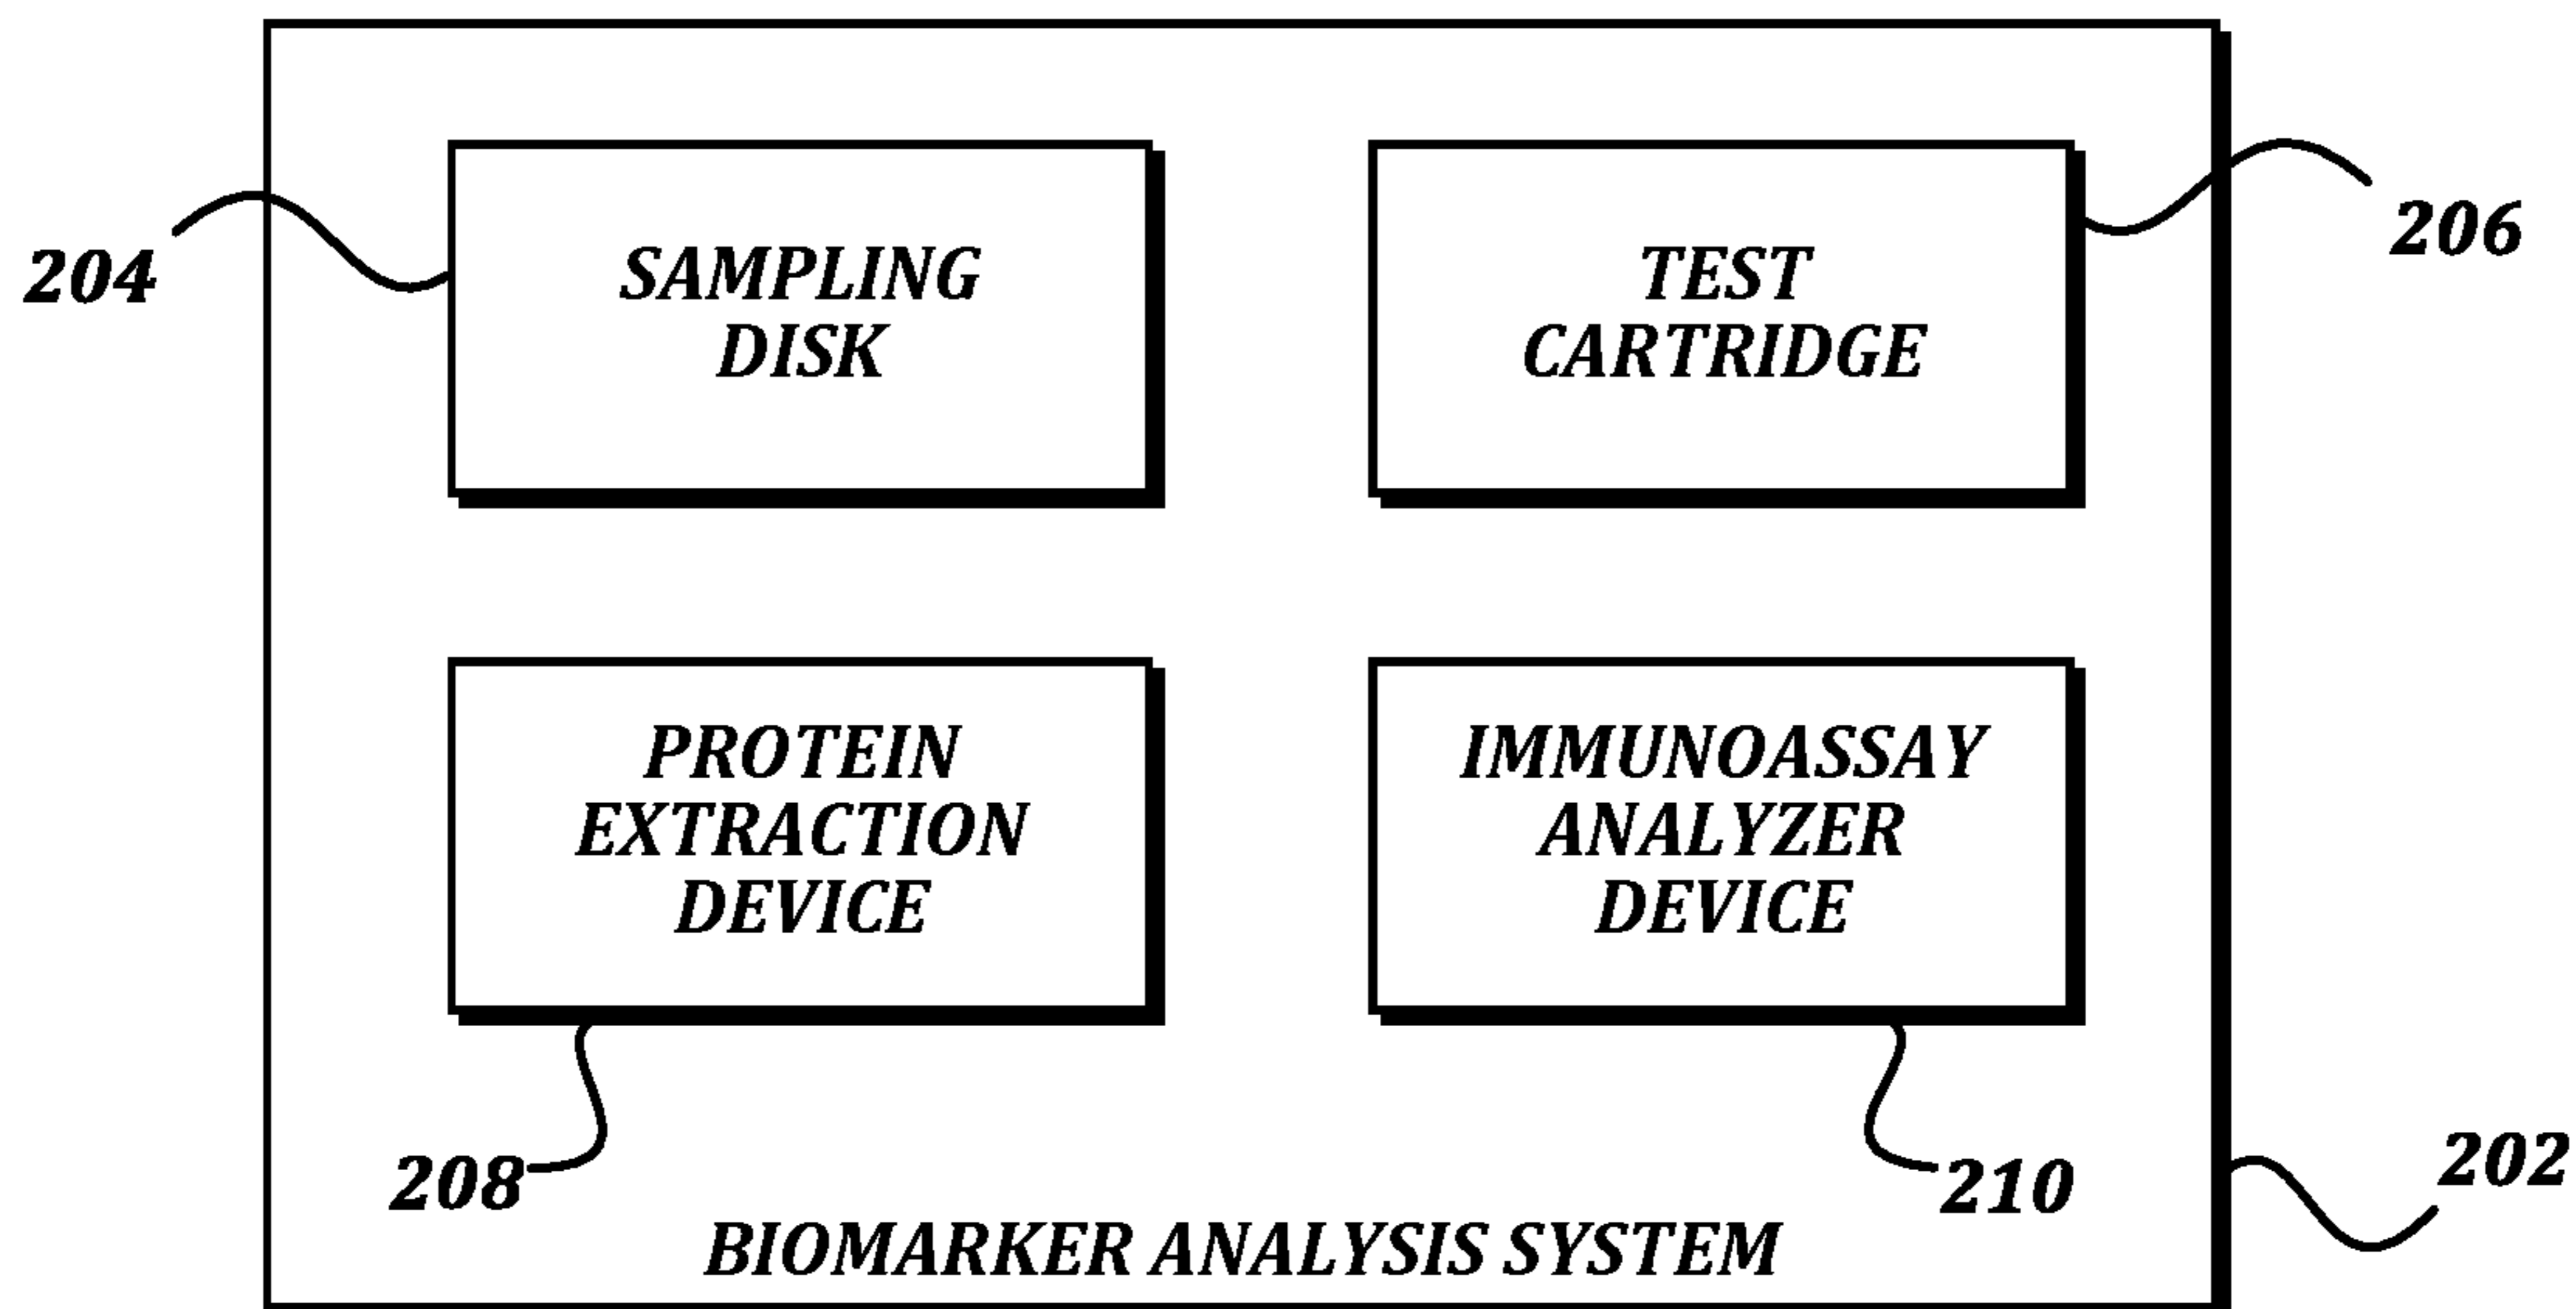 204
SAMPLING
DISK
TEST
CARTRIDGE
206
PROTEIN
EXTRACTION
DEVICE
IMMUNOASSAY
ANALYZER
DEVICE
208
210
202
BIOMARKER ANALYSIS SYSTEM